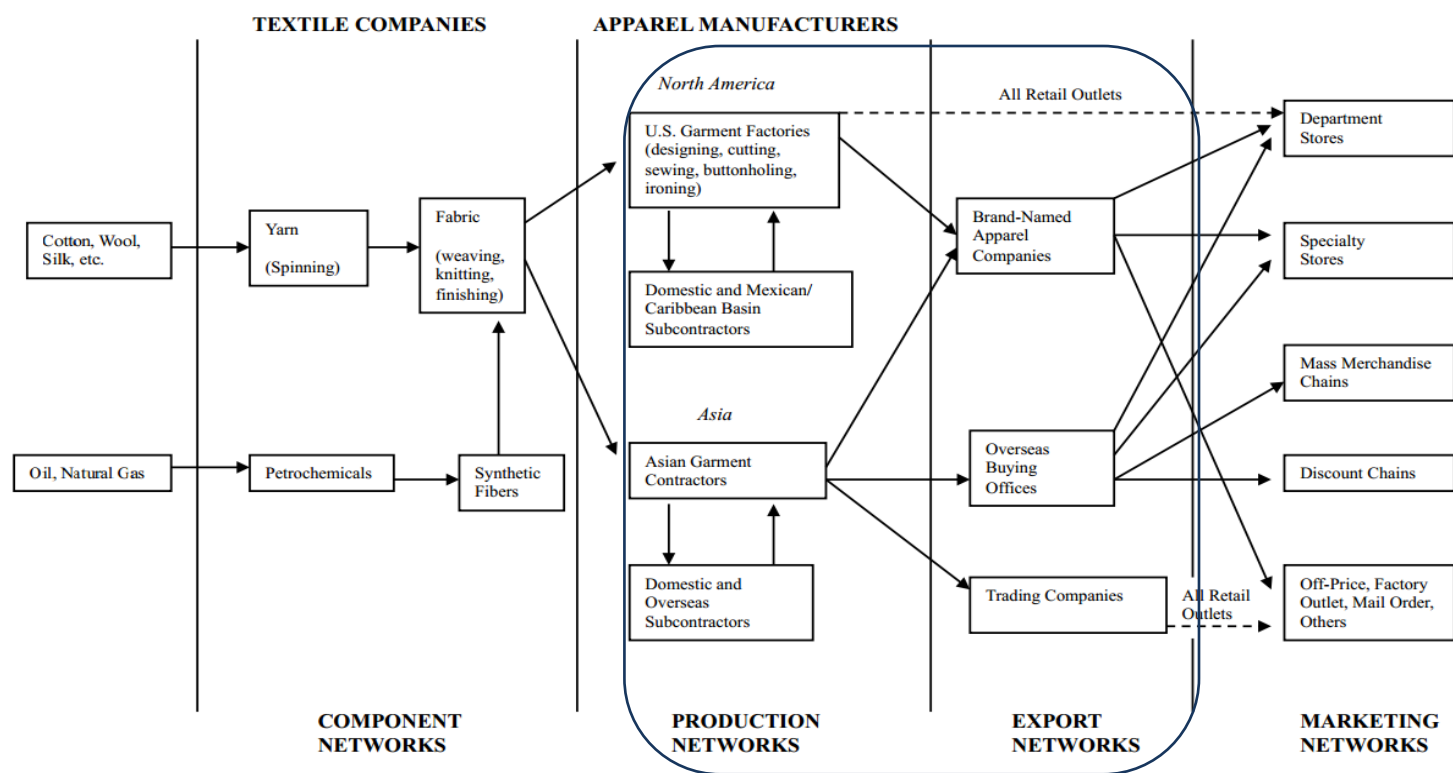 TEXTILE COMPANIES
APPAREL MANUFACTURERS
North America
All Retail Outlets
U.S. Garment Factories
(designing, cutting,
sewing, buttonholing,
ironing)
Department
Stores
Cotton, Wool,
Silk, etc.
Yarn
(Spinning)
Fabric
(weaving,
knitting,
finishing)
Brand-Named
Apparel
Companies
Specialty
Stores
Domestic and Mexican/
Caribbean Basin
Subcontractors
Mass Merchandise
Chains
Asia
Oil, Natural Gas
Petrochemicals
Synthetic
Fibers
Asian Garment
Contractors
Overseas
Buying
Offices
Discount Chains
Domestic and
Overseas
Subcontractors
Trading Companies
All Retail
Outlets
Off-Price, Factory
Outlet, Mail Order,
Others
COMPONENT
NETWORKS
PRODUCTION
NETWORKS
EXPORT
NETWORKS
MARKETING
NETWORKS